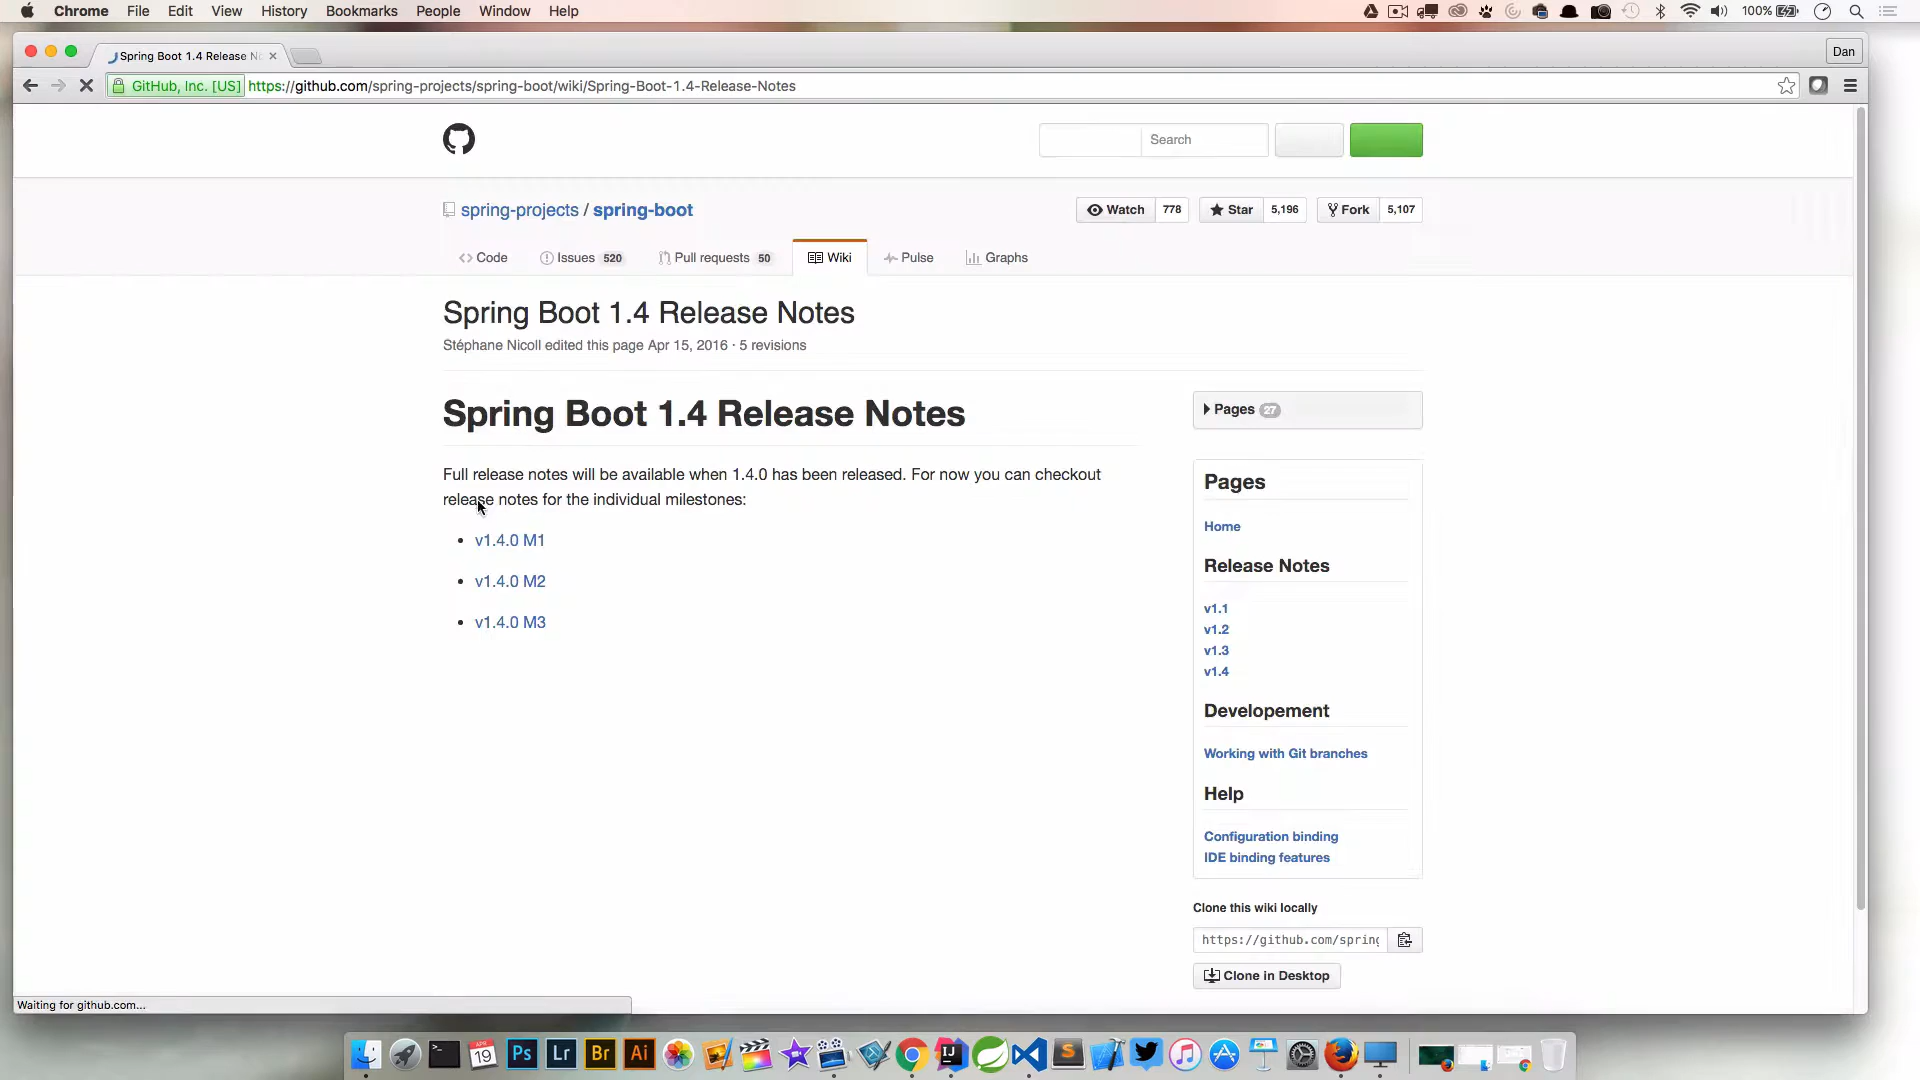 Chrome File Edit View History Bookmarks People Window Help 100%
Spring Boot 1.4 Release N Dan
GitHub, Inc. [US] https://github.com/spring-projects/spring-boot/wiki/Spring-Boot-1.4-Release-Notes
Search
spring-projects / spring-boot Watch 778 Star 5,196 Fork 5,107
Code Issues 520 Pull requests 50 Wiki Pulse Graphs
Spring Boot 1.4 Release Notes
Stéphane Nicoll edited this page Apr 15, 2016 · 5 revisions
Spring Boot 1.4 Release Notes
Full release notes will be available when 1.4.0 has been released. For now you can checkout
release notes for the individual milestones:
• v1.4.0 M1
• v1.4.0 M2
• v1.4.0 M3
Pages 27
Pages
Home
Release Notes
v1.1
v1.2
v1.3
v1.4
Developement
Working with Git branches
Help
Configuration binding
IDE binding features
Clone this wiki locally
https://github.com/spring
Clone in Desktop
Waiting for github.com...
19 Ps Lr Br Ai IJ S